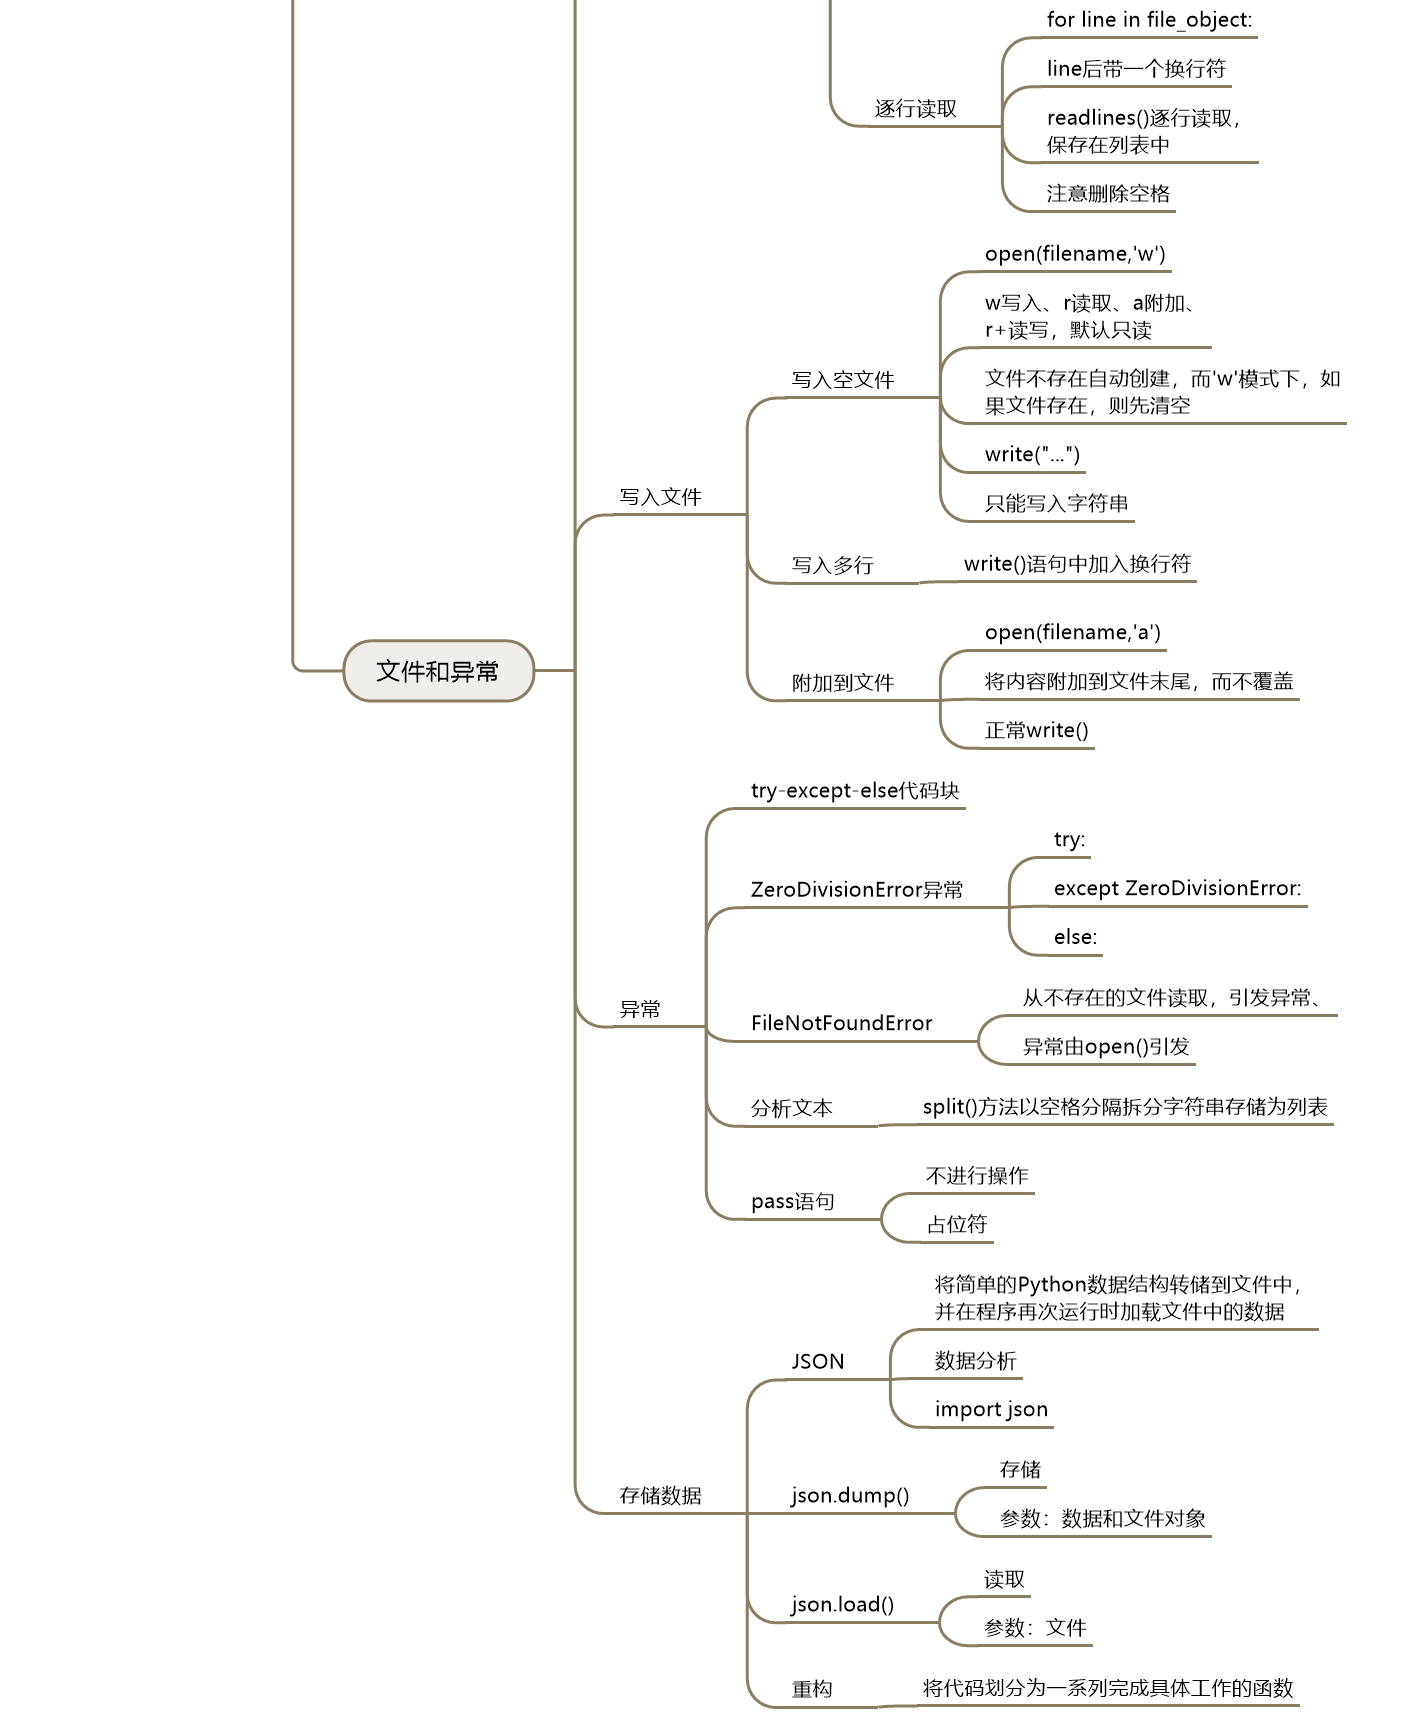 for line in file_object:
line后带一个换行符
逐行读取
readlines()逐行读取，
保存在列表中
注意删除空格
open(filename,'w')
w写入、r读取、a附加、
r+读写，默认只读
写入空文件
文件不存在自动创建，而'w'模式下，如
果文件存在，则先清空
write("...")
只能写入字符串
写入文件
写入多行
write()语句中加入换行符
open(filename,'a')
文件和异常
附加到文件
将内容附加到文件末尾，而不覆盖
正常write()
try-except-else代码块
try:
ZeroDivisionError异常
except ZeroDivisionError:
else:
异常
从不存在的文件读取，引发异常、
FileNotFoundError
异常由open()引发
分析文本
split()方法以空格分隔拆分字符串存储为列表
不进行操作
pass语句
占位符
将简单的Python数据结构转储到文件中，
并在程序再次运行时加载文件中的数据
JSON
数据分析
import json
存储
存储数据
json.dump()
参数：数据和文件对象
读取
json.load()
参数：文件
重构
将代码划分为一系列完成具体工作的函数